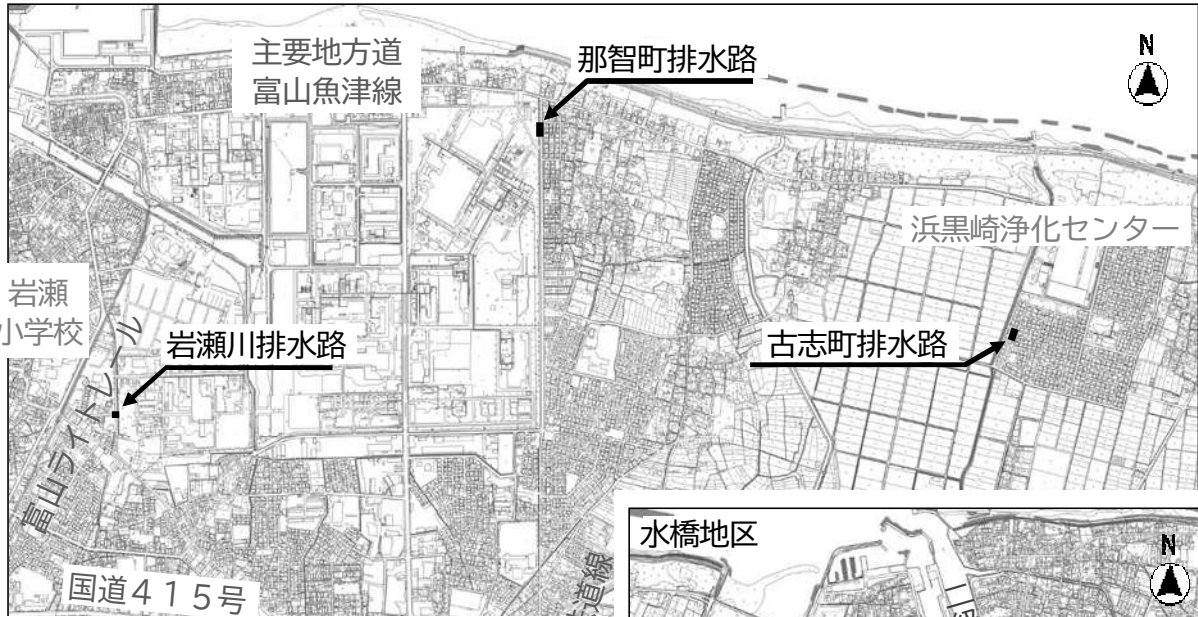 主要地方道
富山魚津線
那智町排水路
N
浜黒崎浄化センター
岩瀬
小学校
岩瀬川排水路
古志町排水路
富山ライトレール
国道415号
道線
水橋地区
N